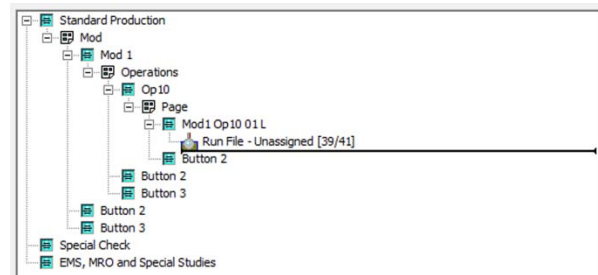 Standard Production
Mod
Mod 1
Operations
Op10
Page
Mod1 Op10 01 L
Run File - Unassigned [39/41]
Button 2
Button 2
Button 3
Button 2
Button 3
Special Check
EMS, MRO and Special Studies